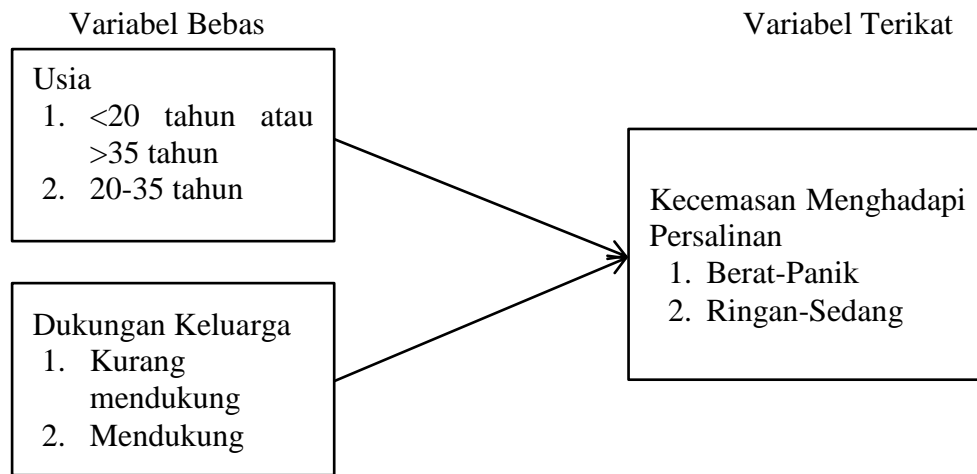 Variabel Bebas
Variabel Terikat
Usia
1. <20 tahun atau
>35 tahun
2. 20-35 tahun
Dukungan Keluarga
1. Kurang
mendukung
2. Mendukung
Kecemasan Menghadapi
Persalinan
1. Berat-Panik
2. Ringan-Sedang